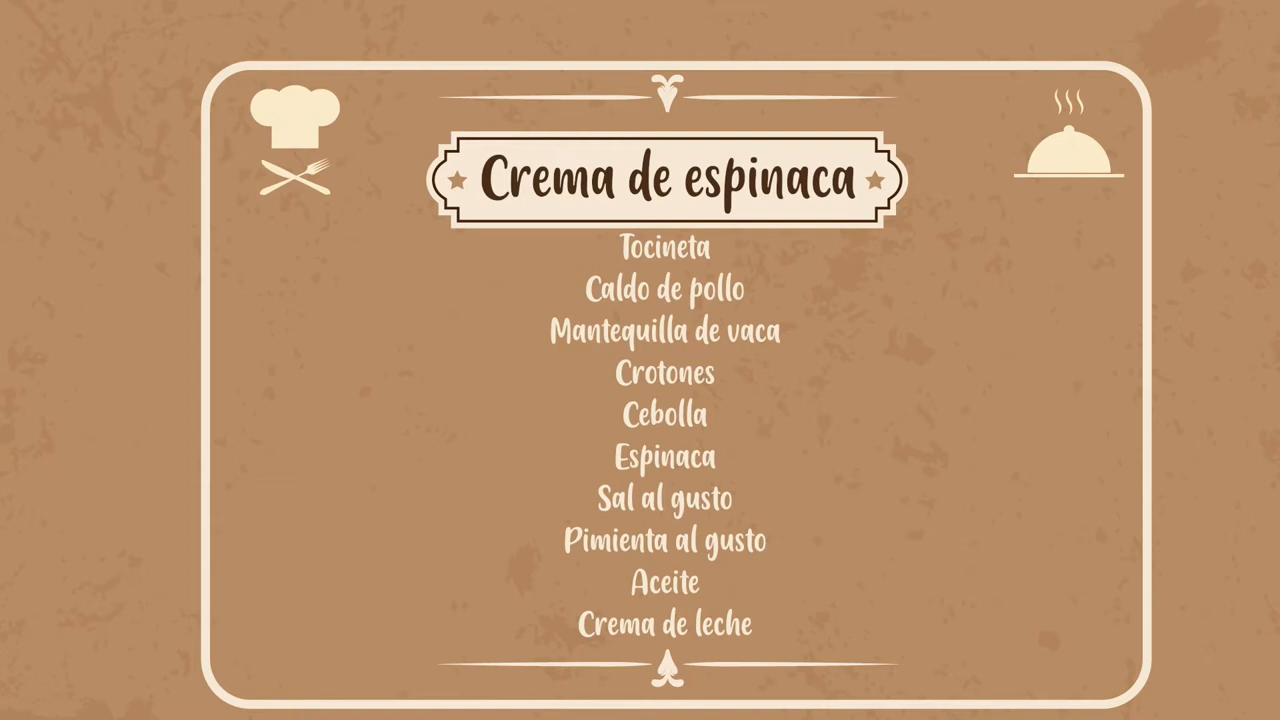 Crema de espinaca
Tocineta
Caldo de pollo
Mantequilla de vaca
Crotones
Cebolla
Espinaca
Sal al gusto
Pimienta al gusto
Aceite
Crema de leche